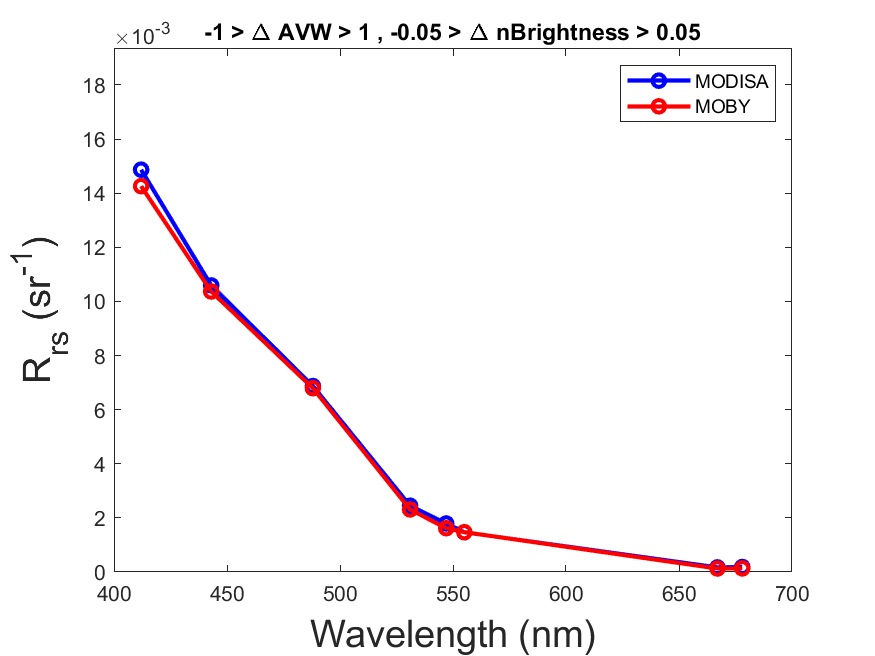 ×10-3
-1 > Δ AVW > 1 , -0.05 > Δ nBrightness > 0.05
MODISA
MOBY
18
16
14
12
10
8
6
4
2
0
Rrs (sr-1)
400 450 500 550 600 650 700
Wavelength (nm)